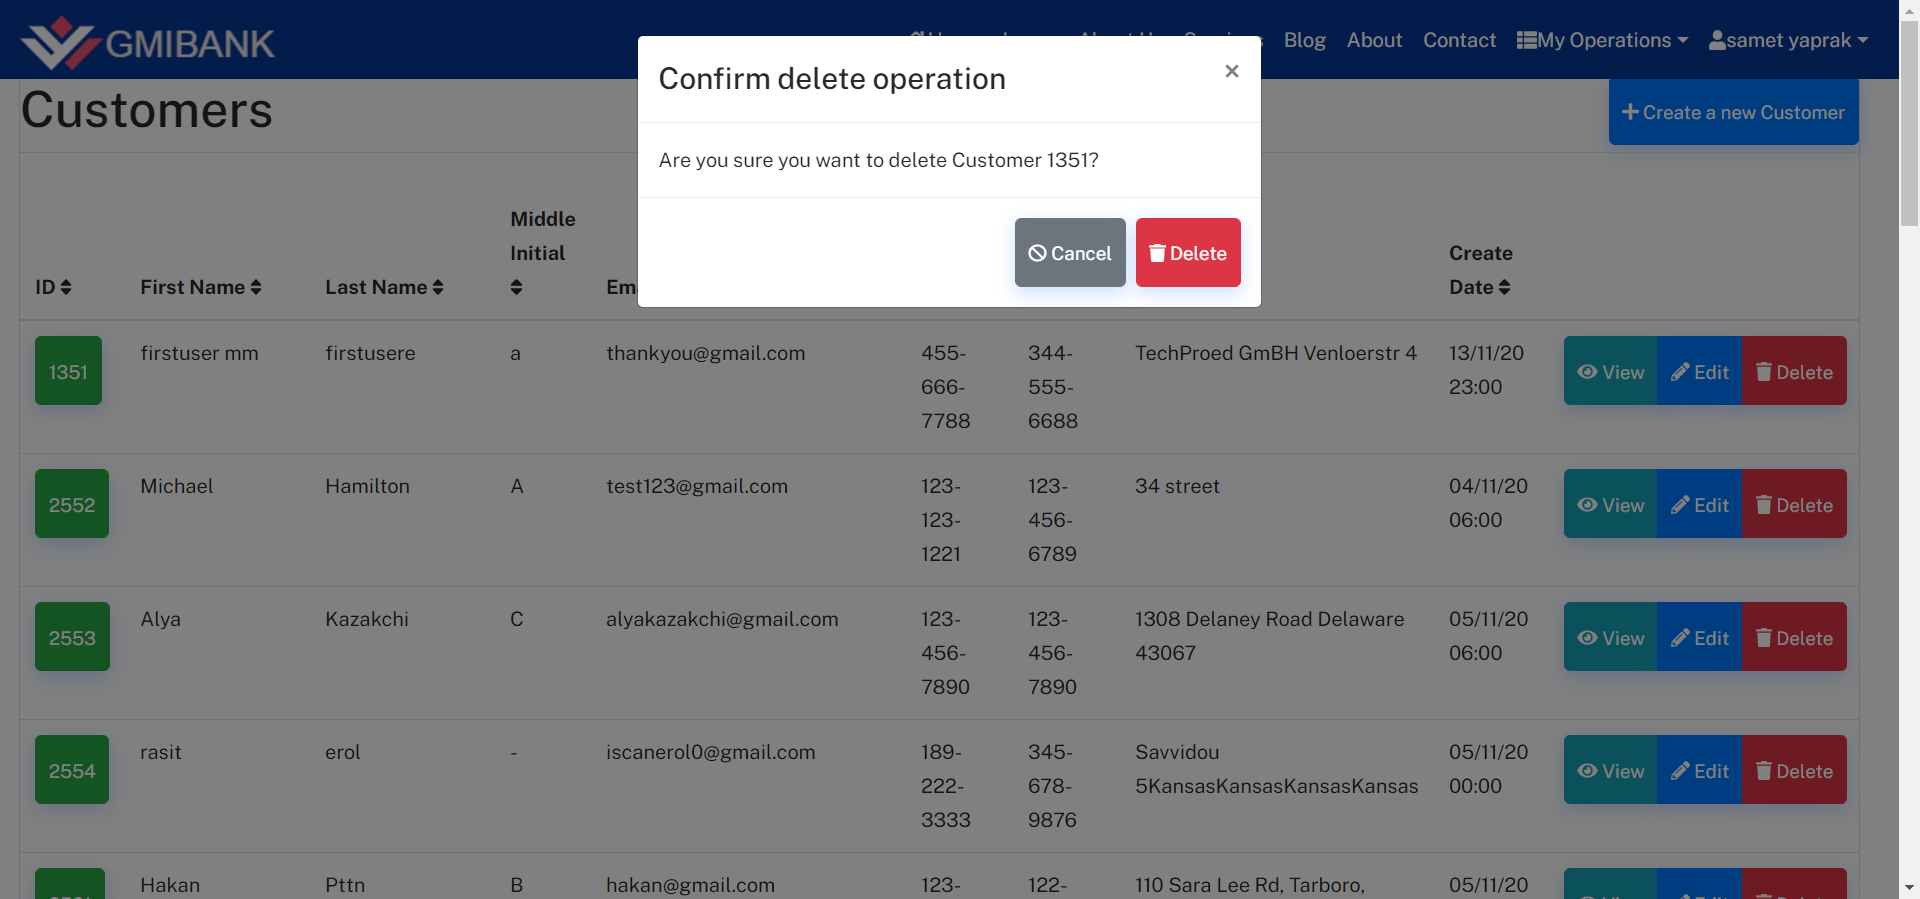 GMIBANK
Blog
About
Contact
My Operations
samet yaprak
Confirm delete operation
×
Are you sure you want to delete Customer 1351?
Cancel
Delete
Customers
Create a new Customer
ID
First Name
Last Name
Middle
Initial
Create
Date
1351
firstuser mm
firstusere
a
thankyou@gmail.com
455-
666-
7788
344-
555-
6688
TechProed GmBH Venloerstr 4
13/11/20
23:00
View
Edit
Delete
2552
Michael
Hamilton
A
test123@gmail.com
123-
123-
1221
123-
456-
6789
34 street
04/11/20
06:00
View
Edit
Delete
2553
Alya
Kazakchi
C
alyakazakchi@gmail.com
123-
456-
7890
123-
456-
7890
1308 Delaney Road Delaware
43067
05/11/20
06:00
View
Edit
Delete
2554
rasit
erol
-
iscanerol0@gmail.com
189-
222-
3333
345-
678-
9876
Savvidou
5KansasKansasKansasKansas
05/11/20
00:00
View
Edit
Delete
Hakan
Pttn
B
hakan@gmail.com
123-
122-
110 Sara Lee Rd, Tarboro,
05/11/20